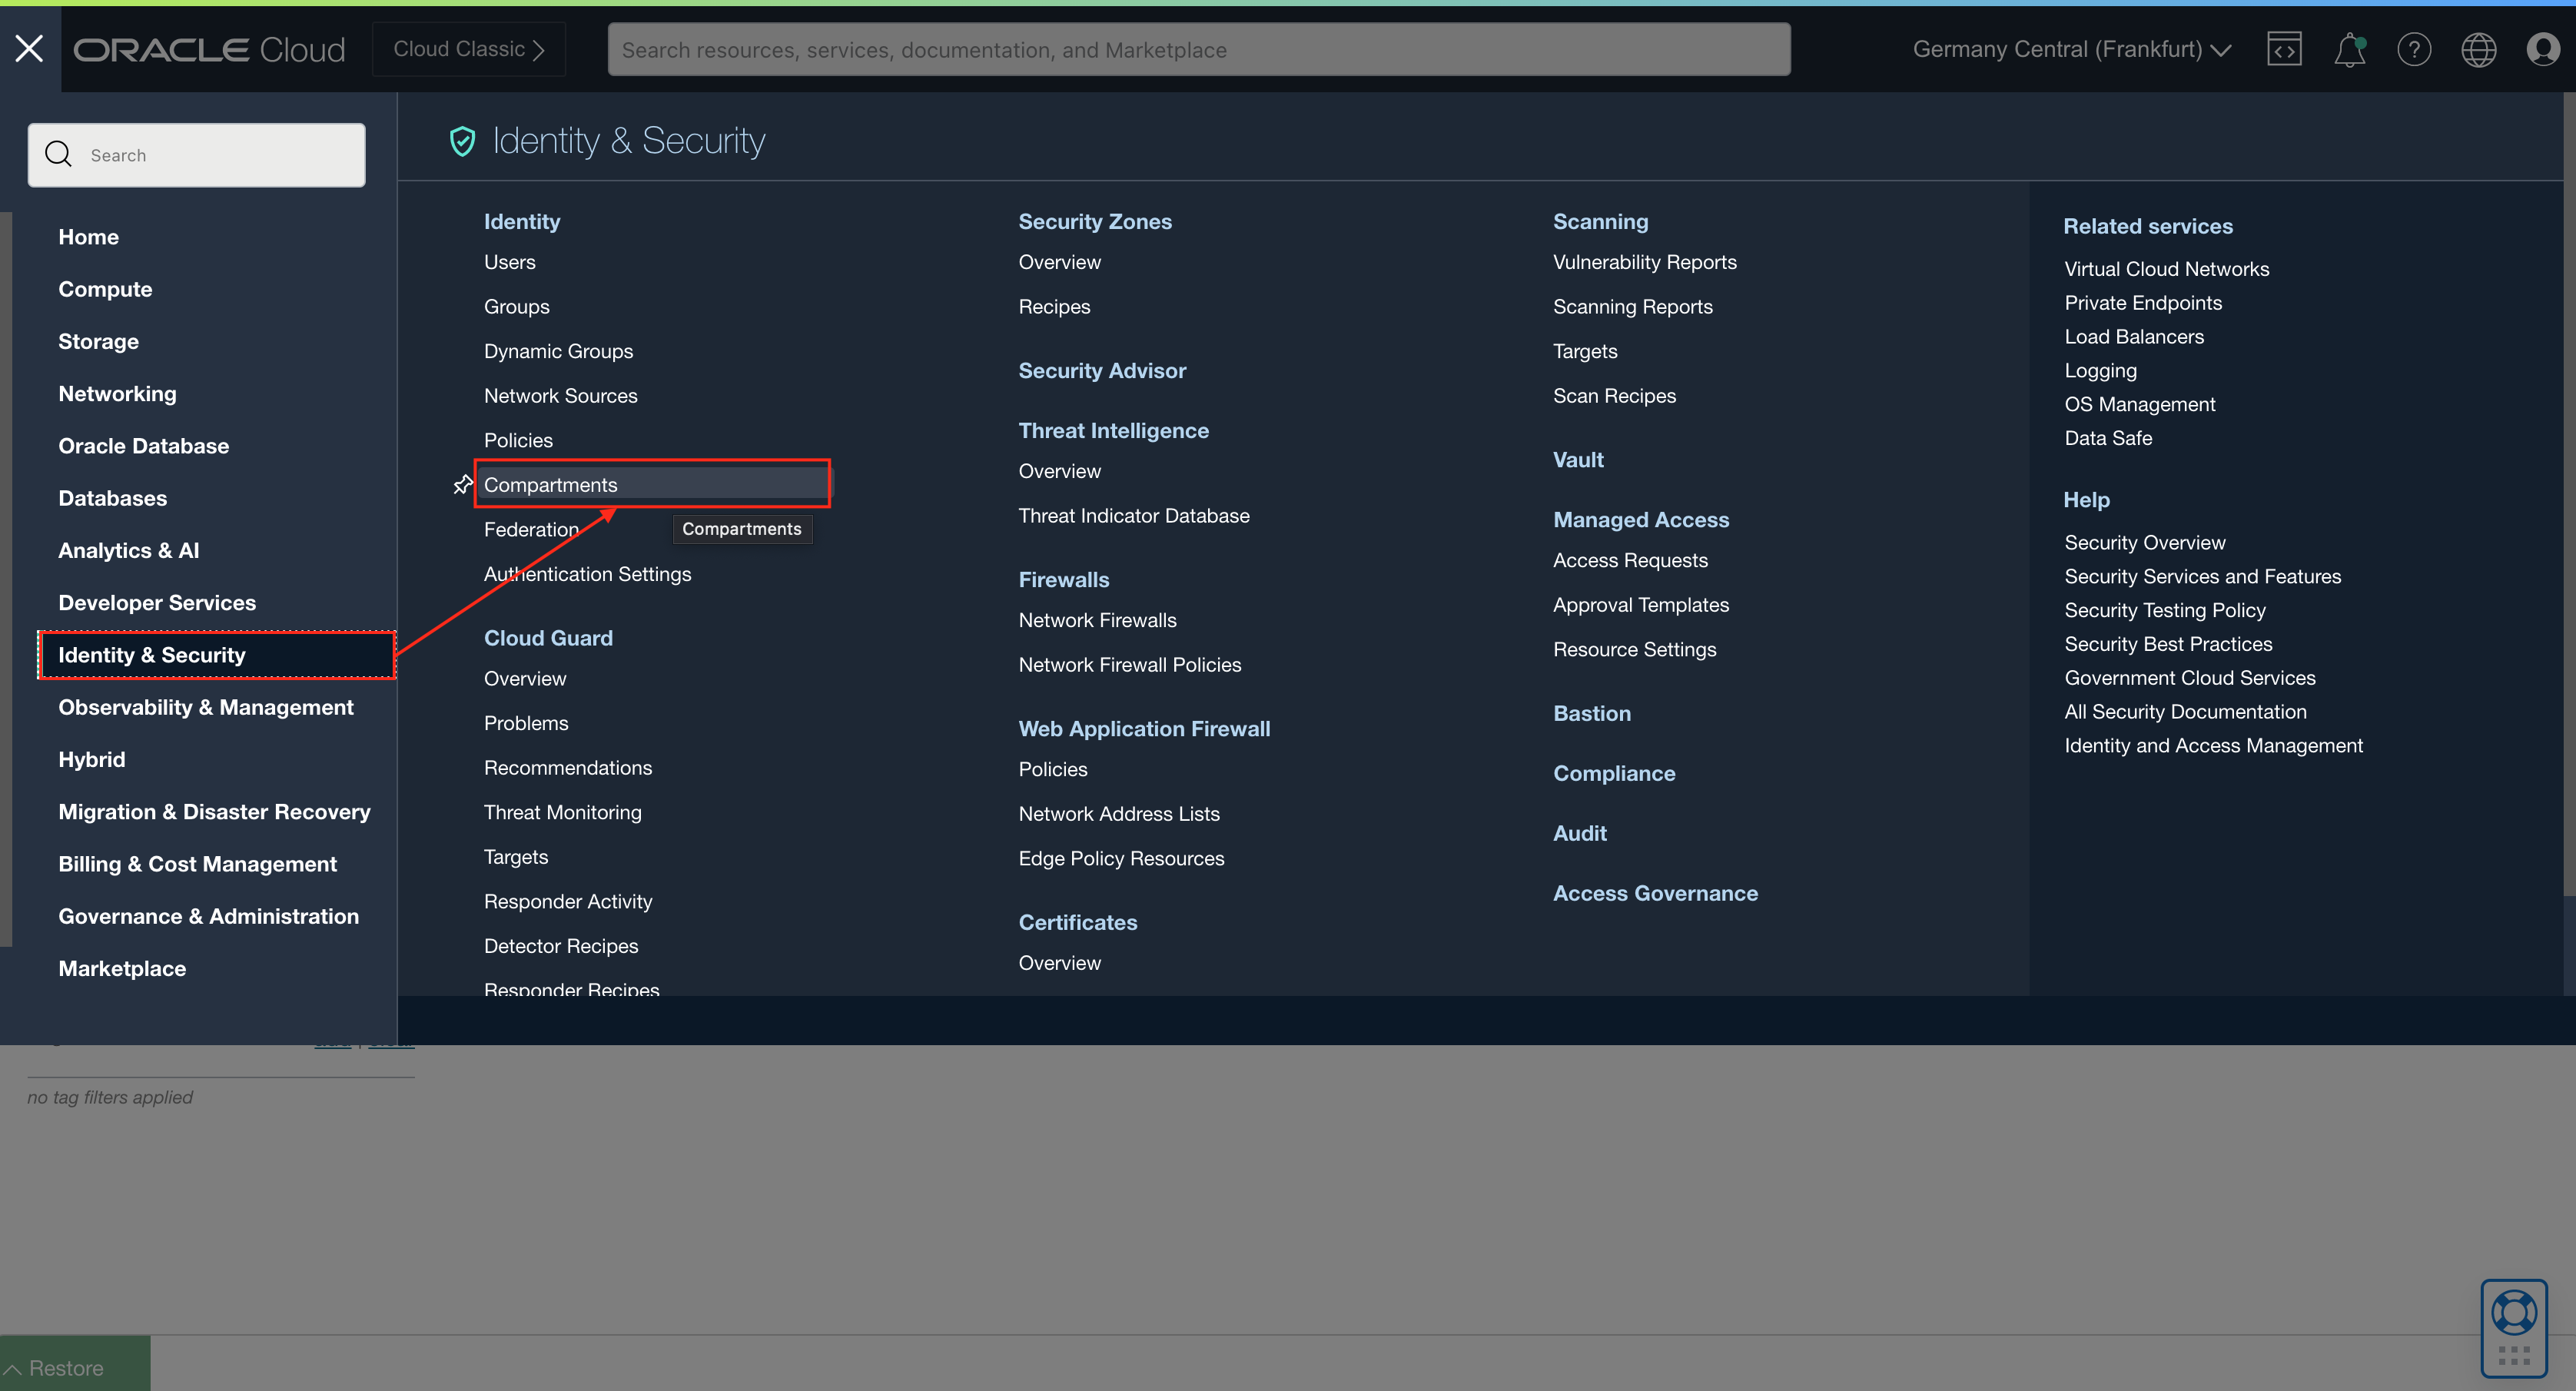 ORACLE Cloud
Cloud Classic
Search resources, services, documentation, and Marketplace
Germany Central (Frankfurt)
Search
Home
Compute
Storage
Networking
Oracle Database
Databases
Analytics & AI
Developer Services
Identity & Security
Observability & Management
Hybrid
Migration & Disaster Recovery
Billing & Cost Management
Governance & Administration
Marketplace
Identity & Security
Identity
Users
Groups
Dynamic Groups
Network Sources
Policies
Compartments
Federation
Compartments
Authentication Settings
Cloud Guard
Overview
Problems
Recommendations
Threat Monitoring
Targets
Responder Activity
Detector Recipes
Responder Recipes
Security Zones
Overview
Recipes
Security Advisor
Threat Intelligence
Overview
Threat Indicator Database
Firewalls
Network Firewalls
Network Firewall Policies
Web Application Firewall
Policies
Network Address Lists
Edge Policy Resources
Certificates
Overview
Scanning
Vulnerability Reports
Scanning Reports
Targets
Scan Recipes
Vault
Managed Access
Access Requests
Approval Templates
Resource Settings
Bastion
Compliance
Audit
Access Governance
Related services
Virtual Cloud Networks
Private Endpoints
Load Balancers
Logging
OS Management
Data Safe
Help
Security Overview
Security Services and Features
Security Testing Policy
Security Best Practices
Government Cloud Services
All Security Documentation
Identity and Access Management
no tag filters applied
Restore